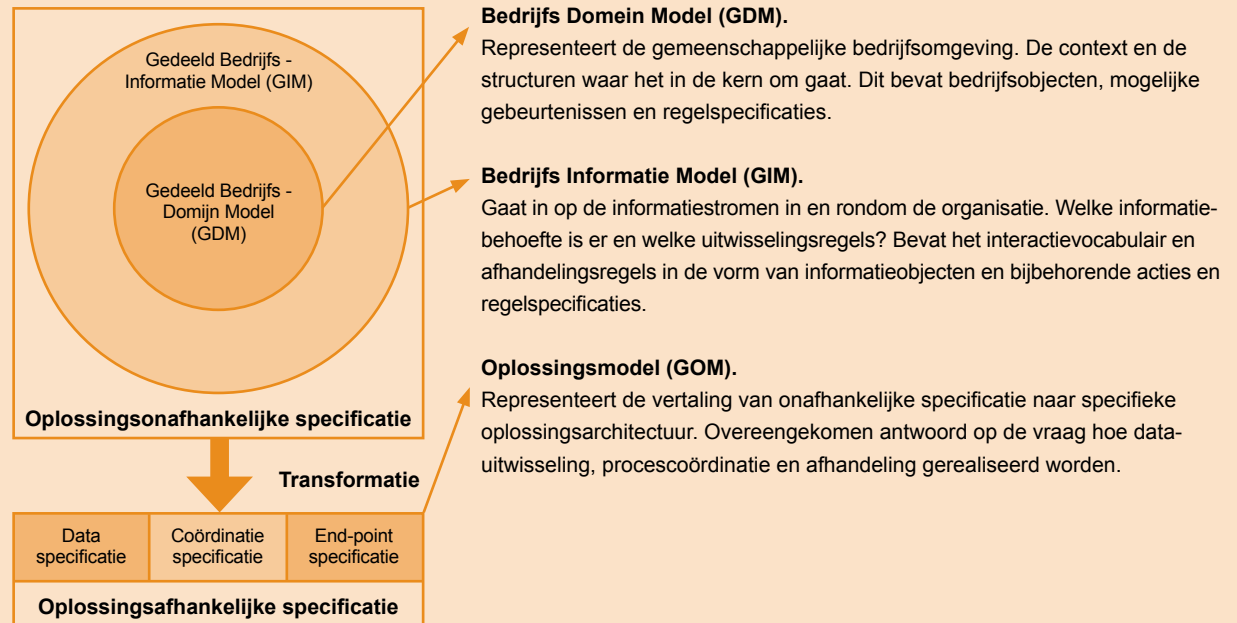 Gedeeld Bedrijfs -
Informatie Model (GIM)
Gedeeld Bedrijfs -
Domijn Model
(GDM)
Oplossingsonafhankelijke specificatie
Transformatie
Data
specificatie
Coördinatie
specificatie
End-point
specificatie
Oplossingsafhankelijke specificatie
Bedrijfs Domein Model (GDM).
Representeert de gemeenschappelijke bedrijfsomgeving. De context en de
structuren waar het in de kern om gaat. Dit bevat bedrijfsobjecten, mogelijke
gebeurtenissen en regelspecificaties.
Bedrijfs Informatie Model (GIM).
Gaat in op de informatiestromen in en rondom de organisatie. Welke informatie-
behoefte is er en welke uitwisselingsregels? Bevat het interactievocabulair en
afhandelingsregels in de vorm van informatieobjecten en bijbehorende acties en
regelspecificaties.
Oplossingsmodel (GOM).
Representeert de vertaling van onafhankelijke specificatie naar specifieke
oplossingsarchitectuur. Overeengekomen antwoord op de vraag hoe data-
uitwisseling, procescoördinatie en afhandeling gerealiseerd worden.